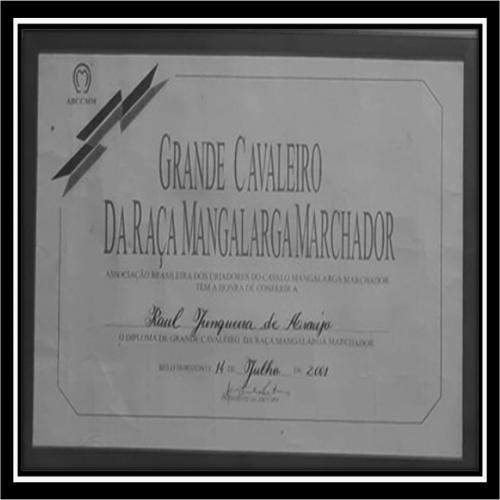 ABCCMM
GRANDE CAVALEIRO
DA RAÇA MANGALARGA MARCHADOR
ASSOCIAÇÃO BRASILEIRA DOS CRIADORES DO CAVALO MANGALARGA MARCHADOR
TEM A HONRA DE CONFERIR A
Raul Junqueira de Araujo
O DIPLOMA DE GRANDE CAVALEIRO DA RAÇA MANGALARGA MARCHADOR
BELO HORIZONTE 14 DE Julho DE 2001